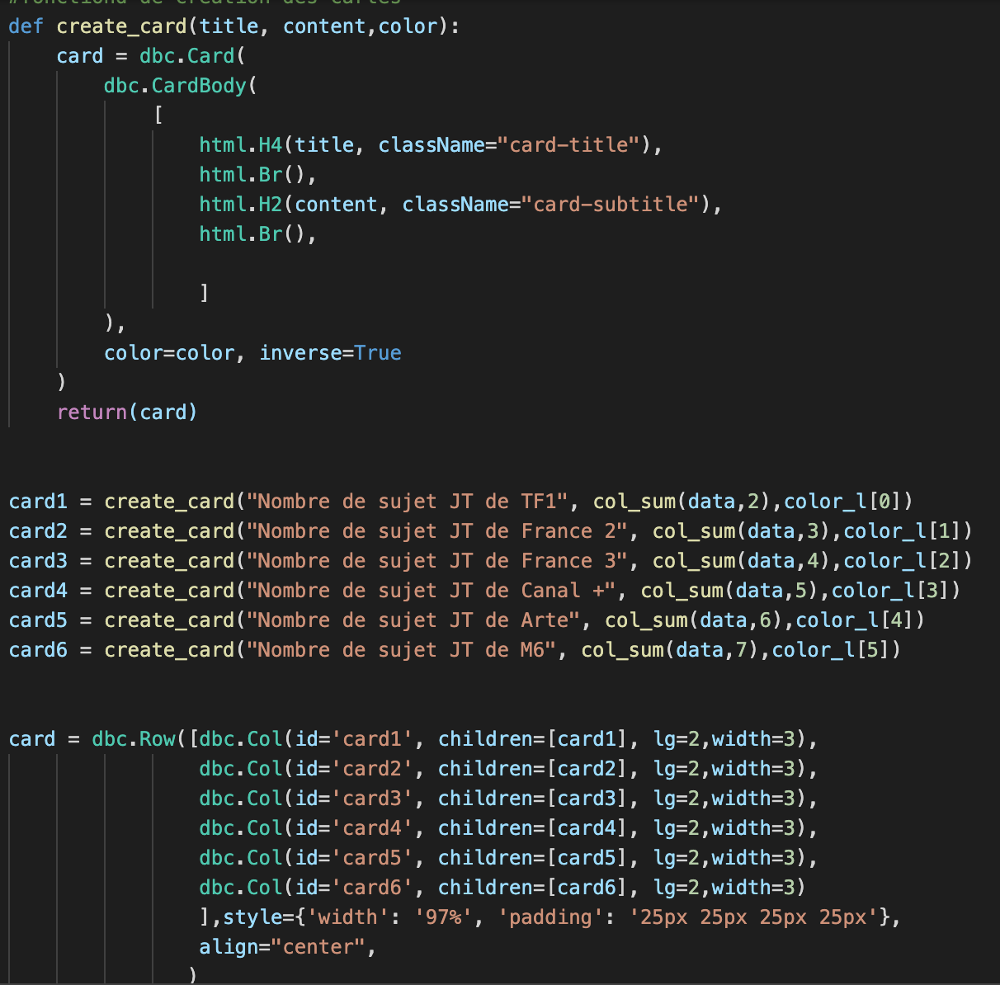 #fonctiond de création des cartes
def create_card(title, content,color):
    card = dbc.Card(
        dbc.CardBody(
            [
                html.H4(title, className="card-title"),
                html.Br(),
                html.H2(content, className="card-subtitle"),
                html.Br(),

                ]
        ),
        color=color, inverse=True
    )
    return(card)


card1 = create_card("Nombre de sujet JT de TF1", col_sum(data,2),color_l[0])
card2 = create_card("Nombre de sujet JT de France 2", col_sum(data,3),color_l[1])
card3 = create_card("Nombre de sujet JT de France 3", col_sum(data,4),color_l[2])
card4 = create_card("Nombre de sujet JT de Canal +", col_sum(data,5),color_l[3])
card5 = create_card("Nombre de sujet JT de Arte", col_sum(data,6),color_l[4])
card6 = create_card("Nombre de sujet JT de M6", col_sum(data,7),color_l[5])


card = dbc.Row([dbc.Col(id='card1', children=[card1], lg=2,width=3),
                dbc.Col(id='card2', children=[card2], lg=2,width=3),
                dbc.Col(id='card3', children=[card3], lg=2,width=3),
                dbc.Col(id='card4', children=[card4], lg=2,width=3),
                dbc.Col(id='card5', children=[card5], lg=2,width=3),
                dbc.Col(id='card6', children=[card6], lg=2,width=3)
                ],style={'width': '97%', 'padding': '25px 25px 25px 25px'},
                align="center",
               )